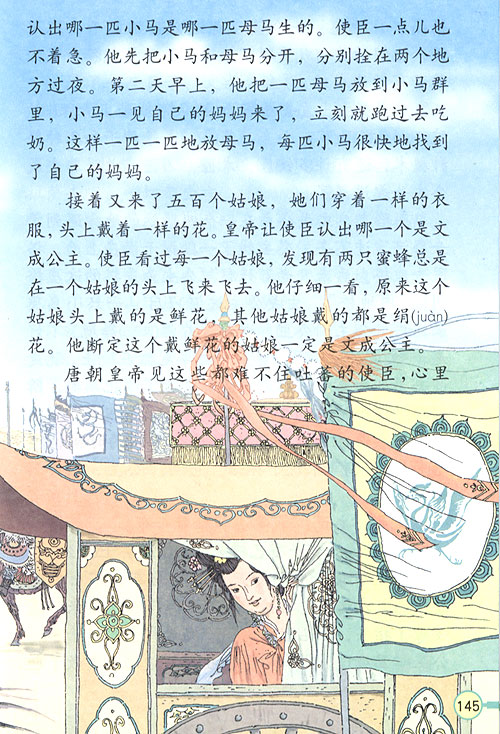 认出哪一匹小马是哪一匹母马生的。使臣一点儿也
不着急。他先把小马和母马分开，分别拴在两个地
方过夜。第二天早上，他把一匹母马放到小马群
里，小马一见自己的妈妈来了，立刻就跑过去吃
奶。这样一匹一匹地放母马，每匹小马很快地找到
了自己的妈妈。
接着又来了五百个姑娘，她们穿着一样的衣
服，头上戴着一样的花。皇帝让使臣认出哪一个是文
成公主。使臣看过每一个姑娘，发现有两只蜜蜂总是
在一个姑娘的头上飞来飞去。他仔细一看，原来这个
姑娘头上戴的是鲜花，其他姑娘戴的都是绢(juàn)
花。他断定这个戴鲜花的姑娘一定是文成公主。
唐朝皇帝见这些都难不住吐蕃的使臣，心里
145